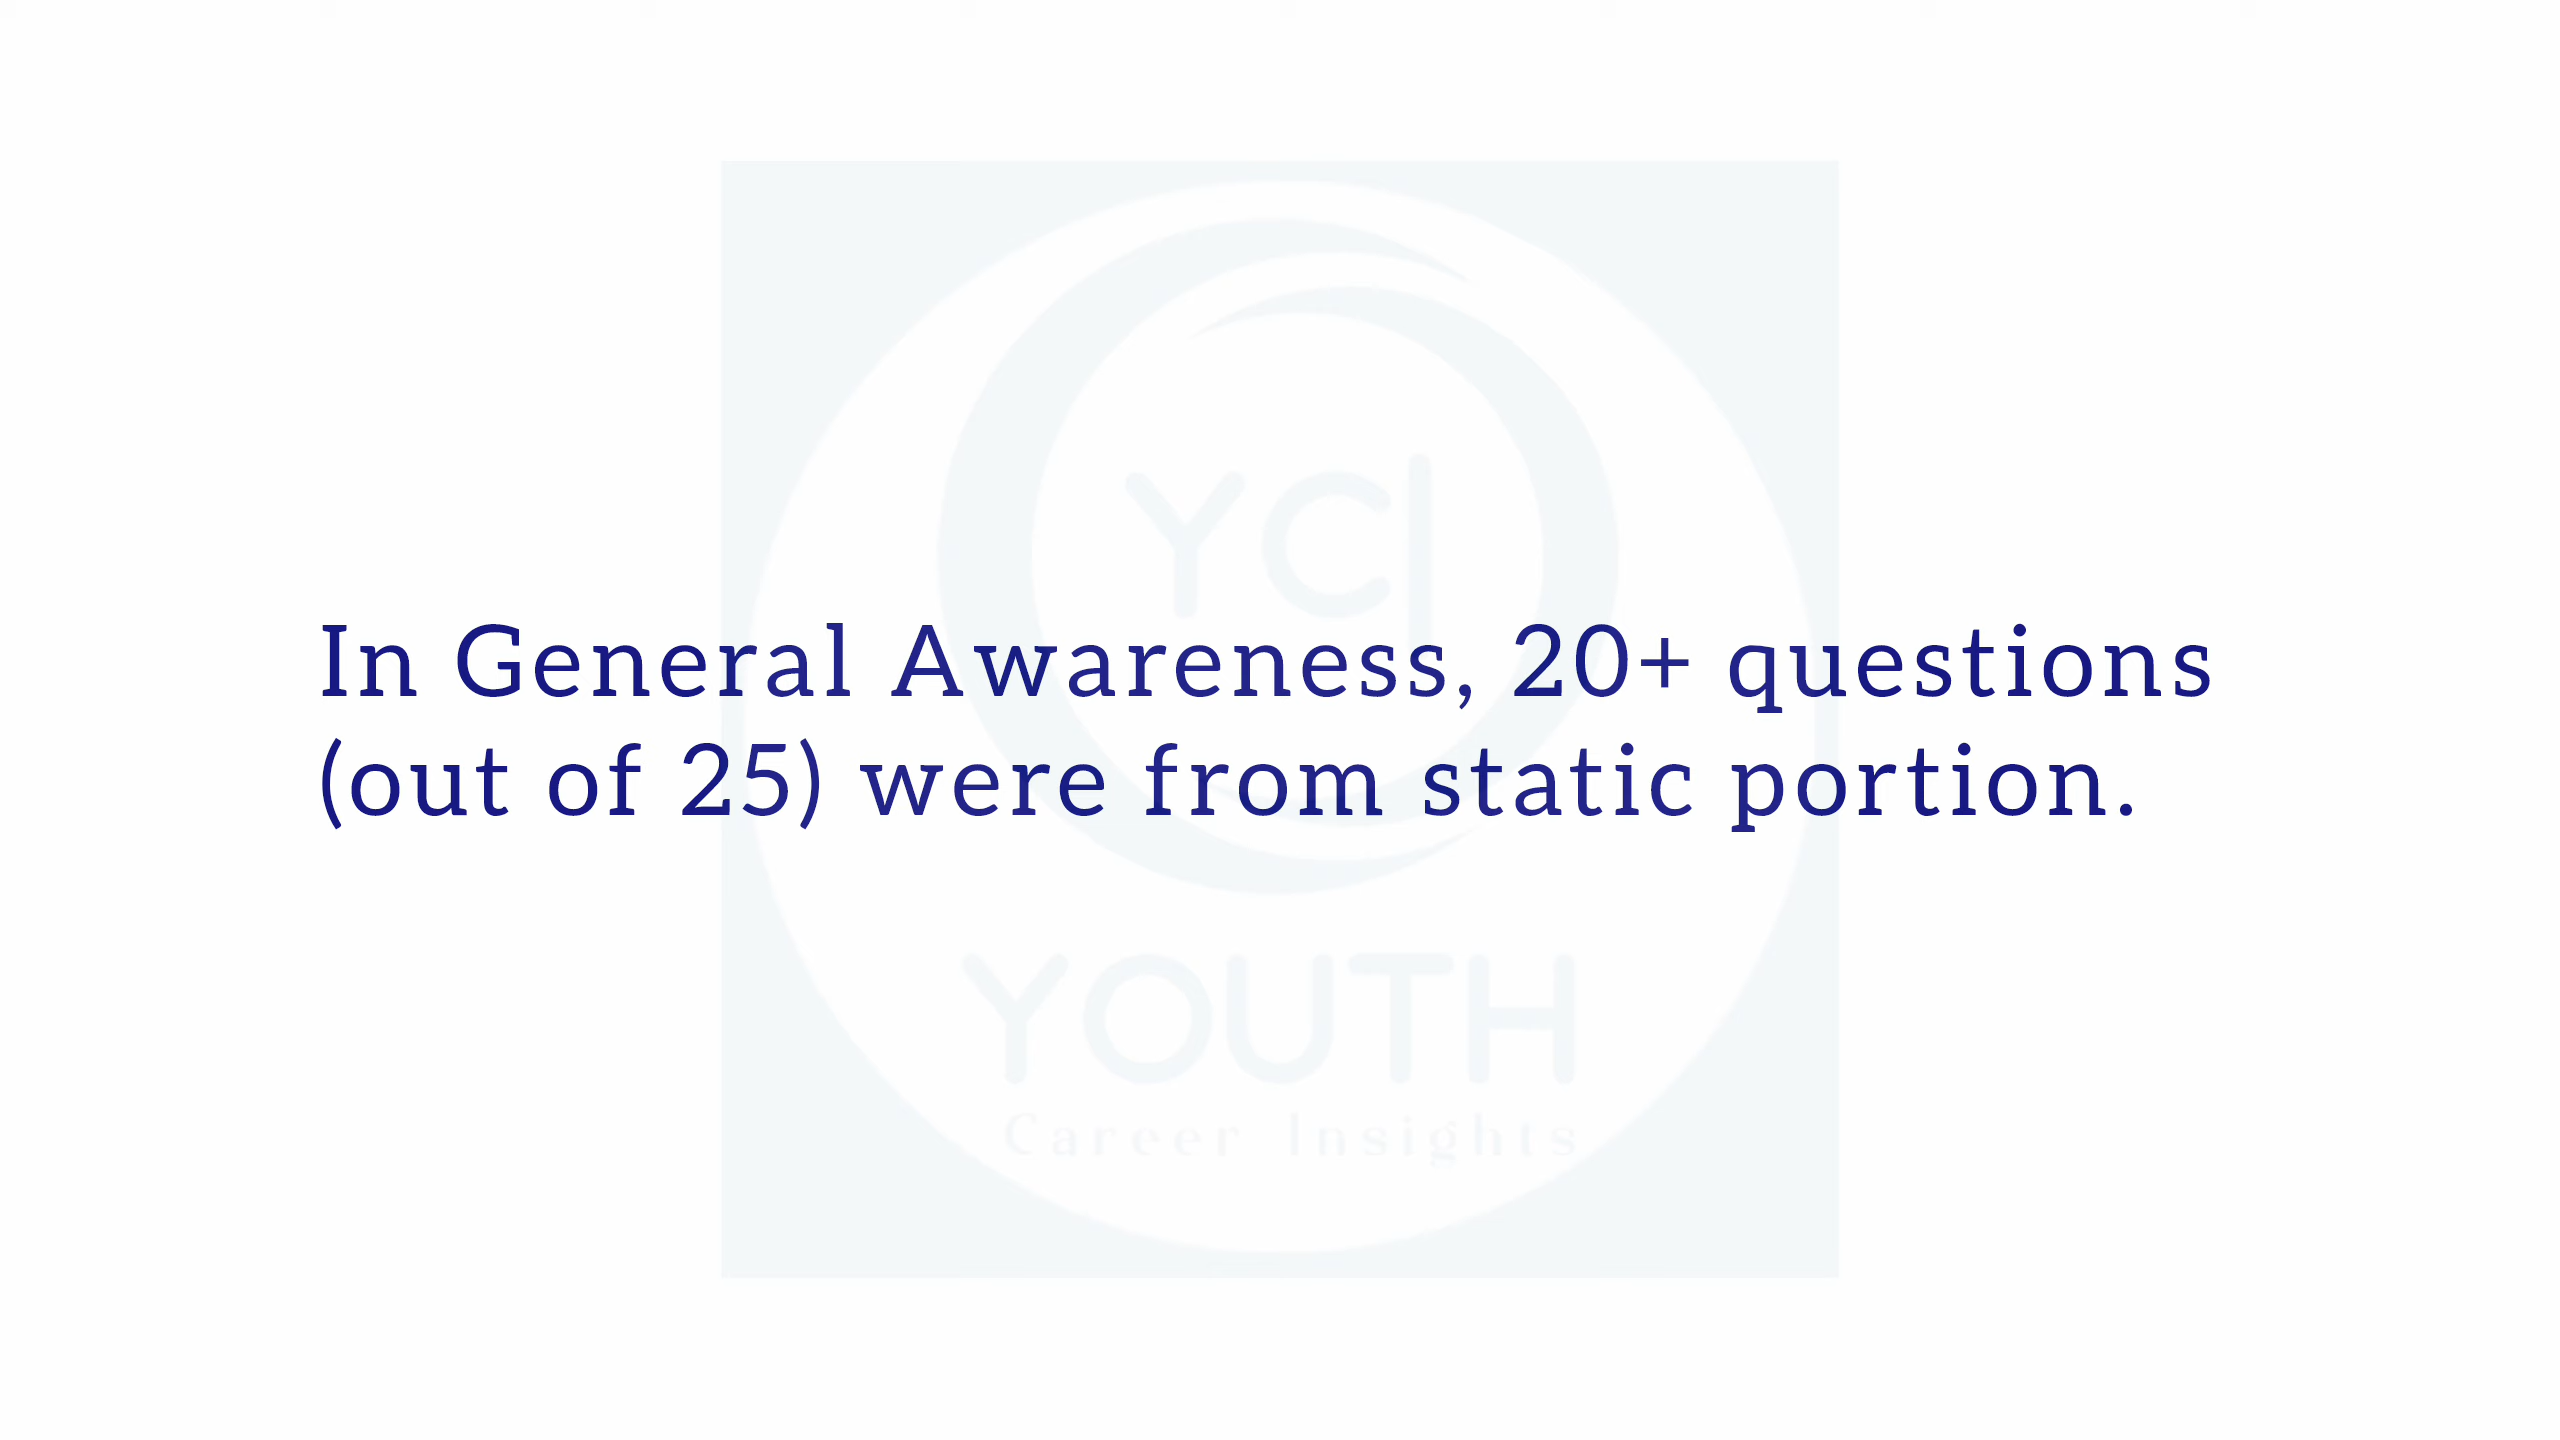 YCI
In General Awareness, 20+ questions
(out of 25) were from static portion.
YOUTH
Career Insights